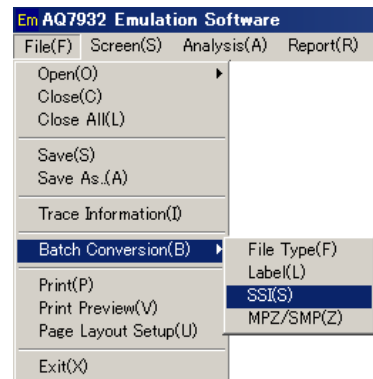 Em AQ7932 Emulation Software
File(F) Screen(S) Analysis(A) Report(R)
Open(O)
Close(C)
Close All(L)
Save(S)
Save As..(A)
Trace Information(I)
Batch Conversion(B)
File Type(F)
Label(L)
SSI(S)
MPZ/SMP(Z)
Print(P)
Print Preview(V)
Page Layout Setup(U)
Exit(X)